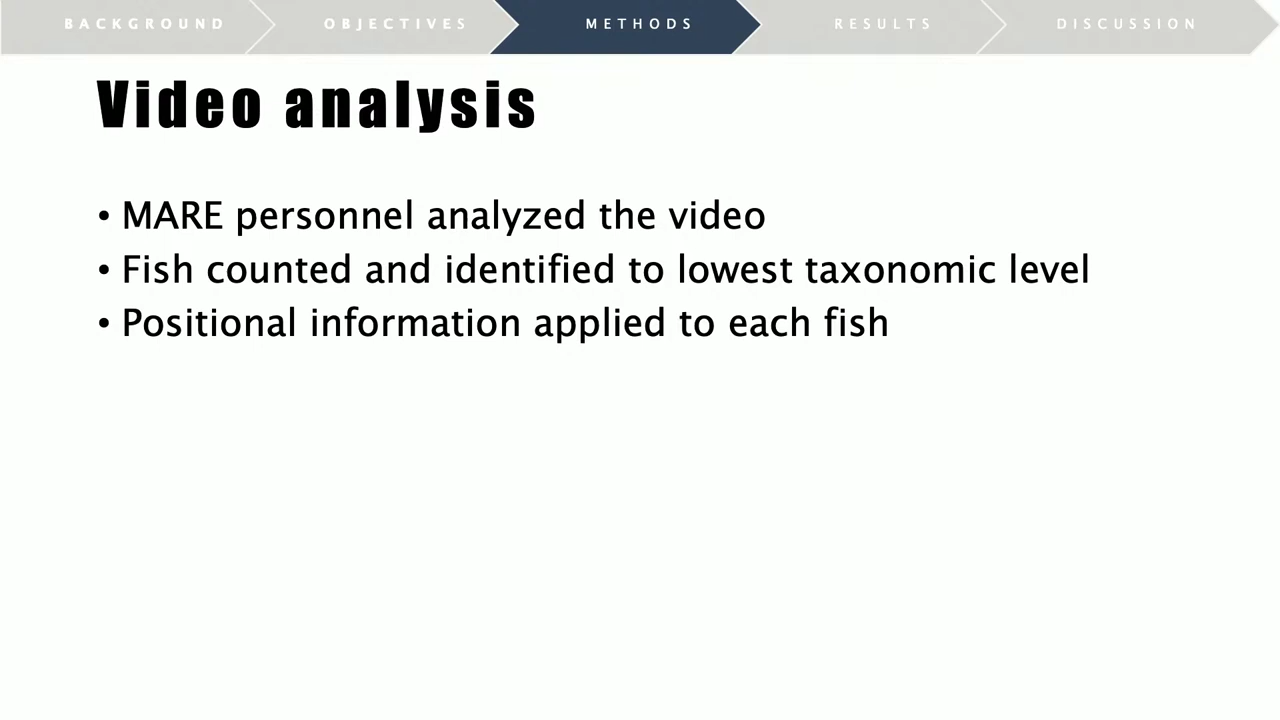 BACKGROUND OBJECTIVES METHODS RESULTS DISCUSSION
Video analysis
• MARE personnel analyzed the video
• Fish counted and identified to lowest taxonomic level
• Positional information applied to each fish